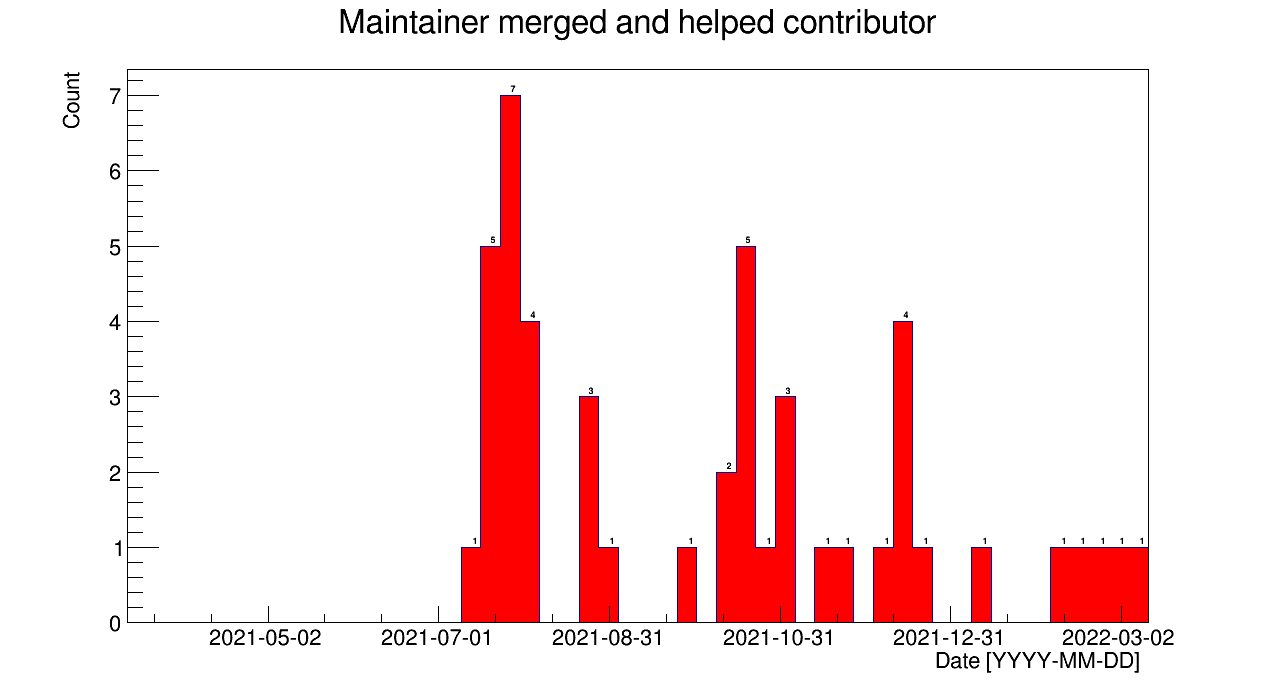 Maintainer merged and helped contributor
Count
7
6
5
4
3
2
1
0
1 5 7 4 3 1 1 2 5 1 3 1 1 1 4 1 1 1 1 1 1 1
2021-05-02 2021-07-01 2021-08-31 2021-10-31 2021-12-31 2022-03-02
Date [YYYY-MM-DD]